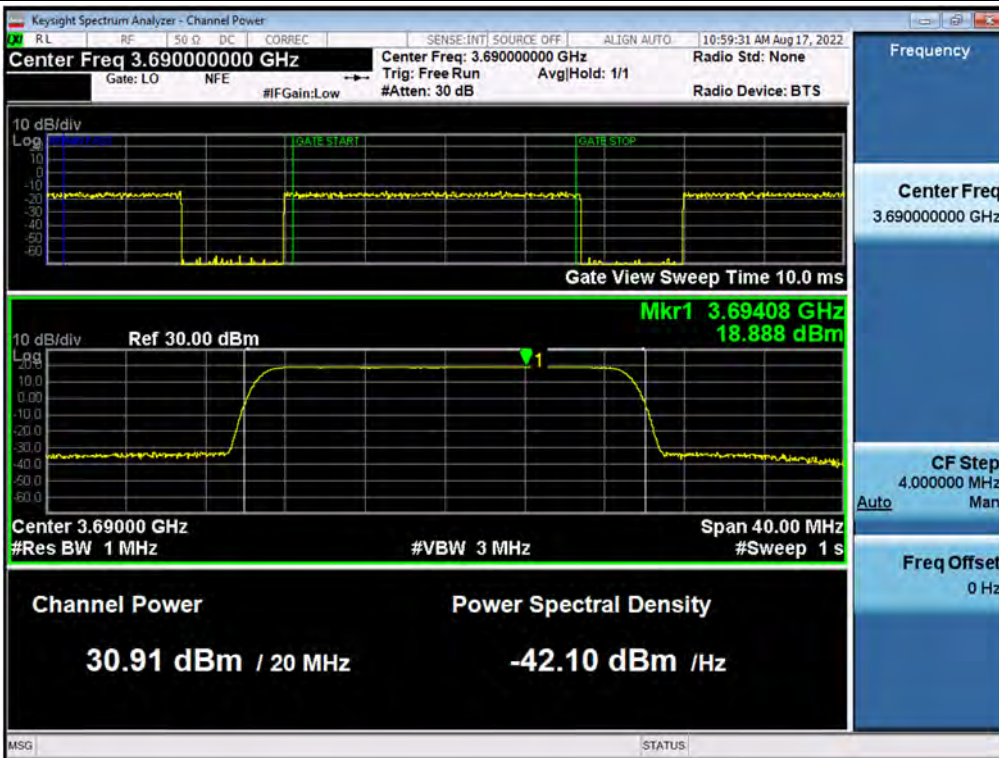 Keysight Spectrum Analyzer - Channel Power
RL RF 50 Ω DC CORREC SENSE:INT SOURCE OFF ALIGN AUTO 10:59:31 AM Aug 17, 2022
Center Freq 3.690000000 GHz
Center Freq: 3.690000000 GHz
Radio Std: None
Gate: LO NFE
Trig: Free Run Avg|Hold: 1/1
#IFGain:Low #Atten: 30 dB Radio Device: BTS
Frequency
10 dB/div
Log
GATE START GATE STOP
10
0
-10
-20
-30
-40
-50
-60
Gate View Sweep Time 10.0 ms
Center Freq
3.690000000 GHz
Mkr1 3.69408 GHz
18.888 dBm
10 dB/div Ref 30.00 dBm
Log
20.0
10.0
0.00
-10.0
-20.0
-30.0
-40.0
-50.0
-60.0
1
Center 3.69000 GHz Span 40.00 MHz
#Res BW 1 MHz #VBW 3 MHz #Sweep 1 s
CF Step
4.000000 MHz
Auto Man
Freq Offset
0 Hz
Channel Power Power Spectral Density
30.91 dBm / 20 MHz -42.10 dBm /Hz
MSG STATUS